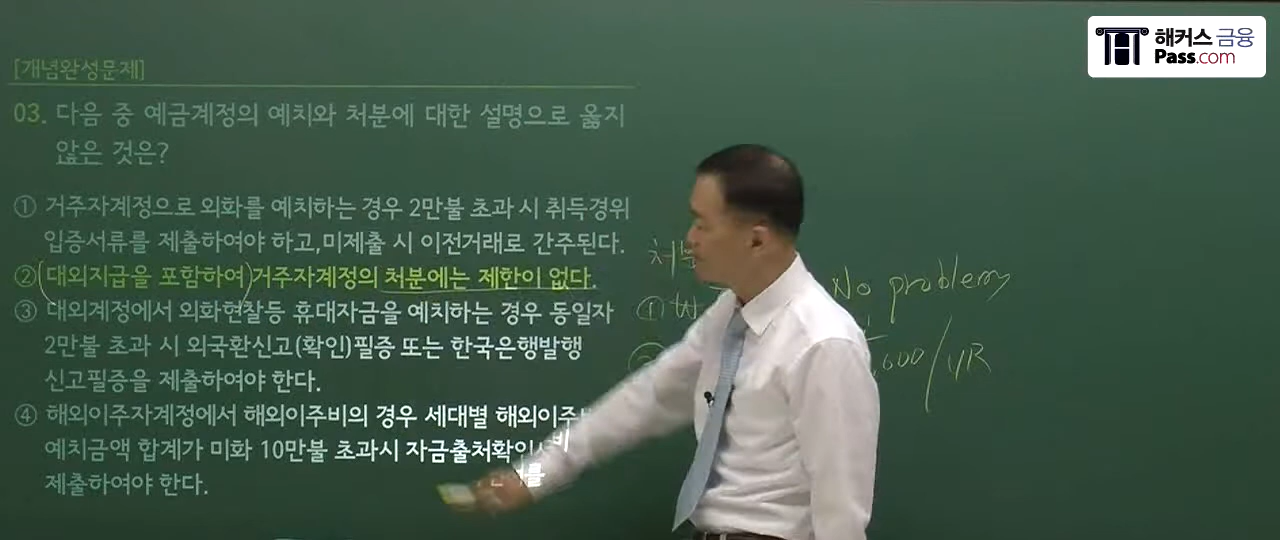 해커스 금융
Pass.com
[개념완성문제]
03. 다음 중 예금계정의 예치와 처분에 대한 설명으로 옳지
않은 것은?
① 거주자계정으로 외화를 예치하는 경우 2만불 초과 시 취득경위
입증서류를 제출하여야 하고, 미제출 시 이전거래로 간주된다.
② (대외지급을 포함하여) 거주자계정의 처분에는 제한이 없다.
③ 대외계정에서 외화현찰등 휴대자금을 예치하는 경우 동일자
2만불 초과 시 외국환신고(확인)필증 또는 한국은행발행
신고필증을 제출하여야 한다.
④ 해외이주자계정에서 해외이주비의 경우 세대별 해외이주비
예치금액 합계가 미화 10만불 초과시 자금출처확인서를
제출하여야 한다.
처분
① ₩ No problem
②
,000/YR